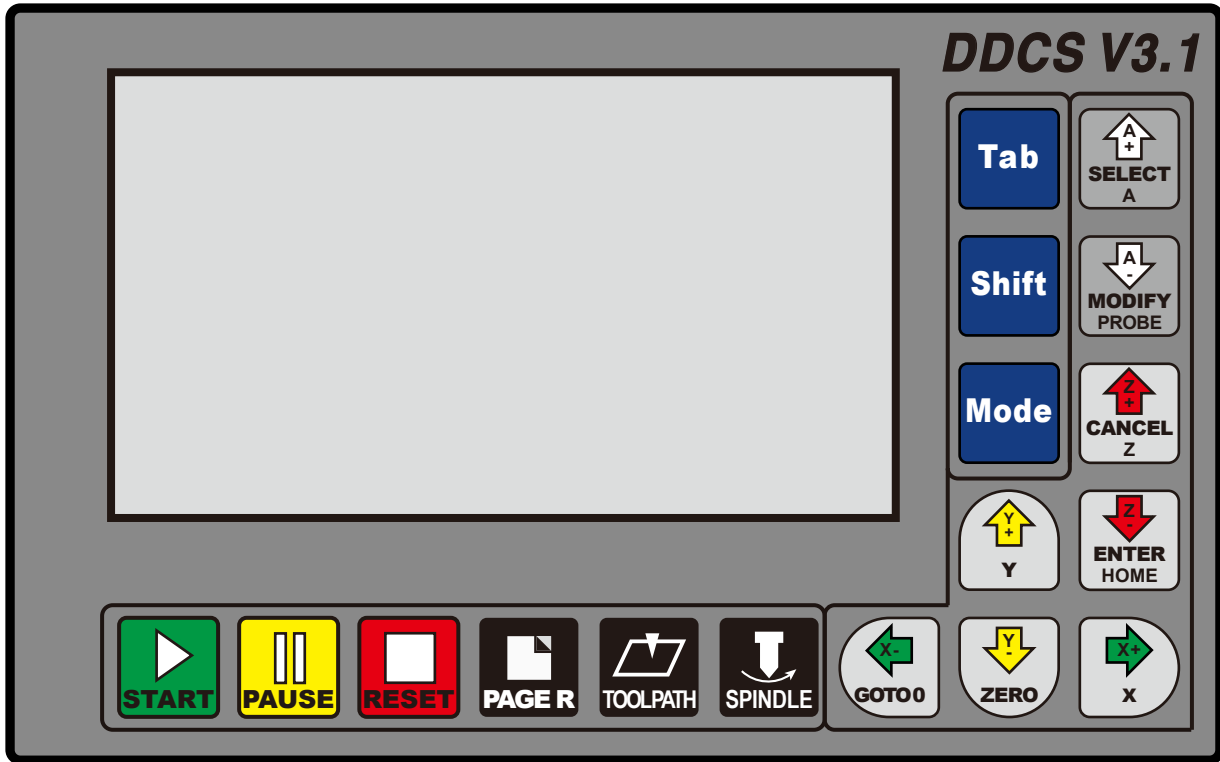 DDCS V3.1
Tab
A
+
SELECT
A
Shift
A
-
MODIFY
PROBE
Mode
Z
+
CANCEL
Z
Y
+
Y
Z
-
ENTER
HOME
START
PAUSE
RESET
PAGE R
TOOLPATH
SPINDLE
X-
GOTO0
Y
-
ZERO
X+
X